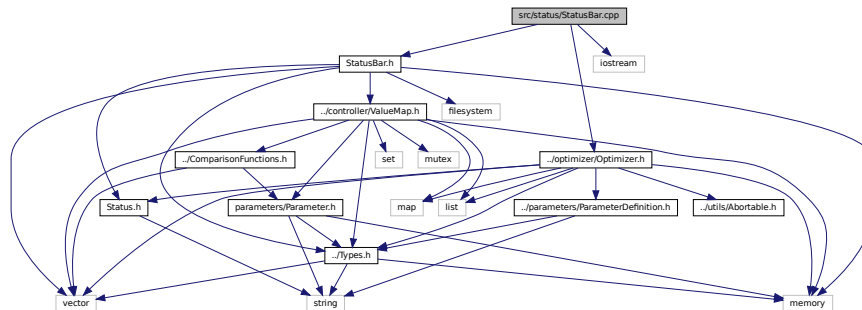 src/status/StatusBar.cpp
StatusBar.h
iostream
../controller/ValueMap.h
filesystem
../ComparisonFunctions.h
set
mutex
../optimizer/Optimizer.h
Status.h
parameters/Parameter.h
map
list
../parameters/ParameterDefinition.h
../utils/Abortable.h
../Types.h
vector
string
memory